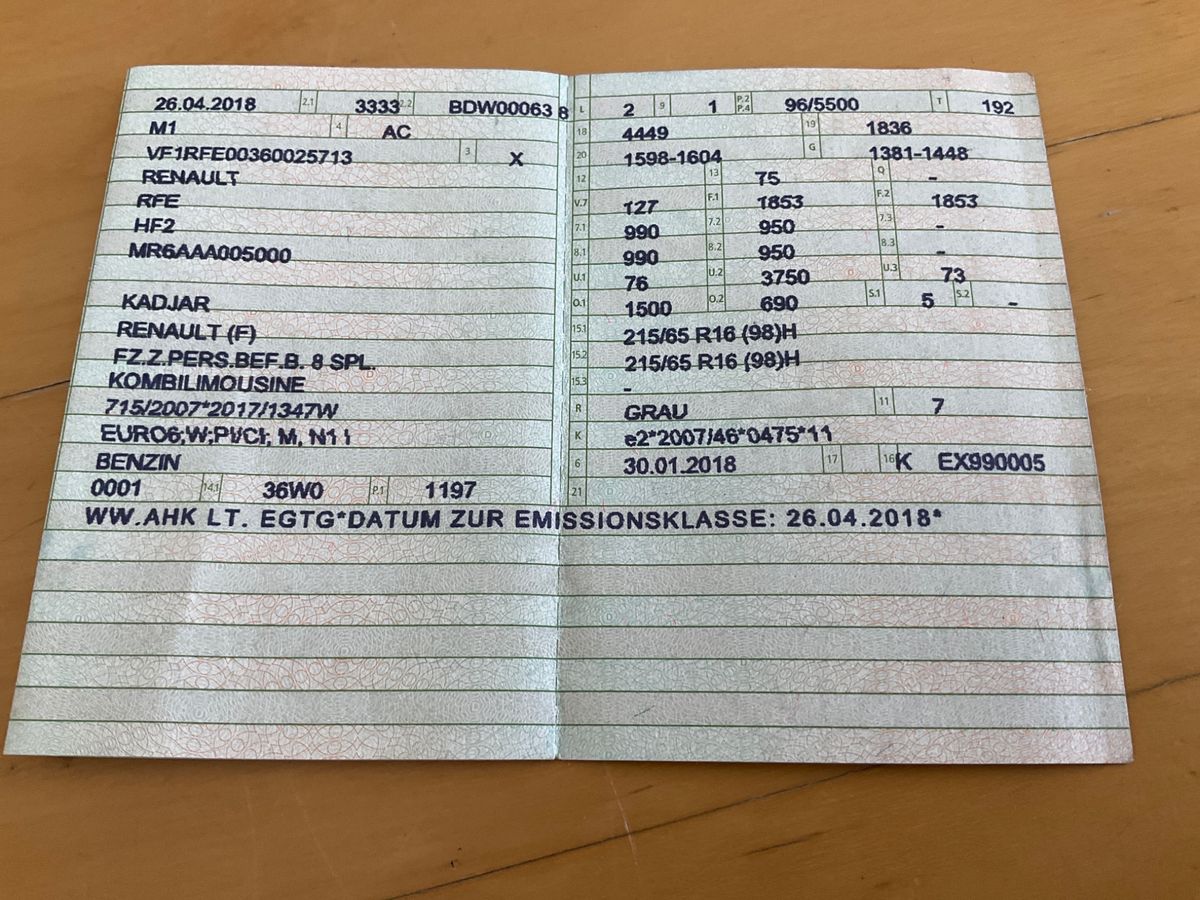 26.04.2018 2.1 3333 2.2 BDW00063 8
M1 4 AC
VF1RFE00360025713 3 X
RENAULT
RFE
HF2
MR6AAA005000
KADJAR
RENAULT (F)
FZ.Z.PERS.BEF.B. 8 SPL.
KOMBILIMOUSINE
715/2007*2017/1347W
EURO6;W;PI/CI; M, N1 I
BENZIN
0001 14.1 36W0 P.1 1197
L 2 9 1 P.2 P.4 96/5500 T 192
18 4449 19 1836
20 1598-1604 G 1381-1448
12 13 75 Q -
V.7 127 F.1 1853 F.2 1853
7.1 990 7.2 950 7.3 -
8.1 990 8.2 950 8.3 -
U.1 76 U.2 3750 U.3 73
O.1 1500 O.2 690 S.1 5 S.2 -
15.1 215/65 R16 (98)H
15.2 215/65 R16 (98)H
15.3 -
R GRAU 11 7
K e2*2007/46*0475*11
6 30.01.2018 17 16 K EX990005
21
WW.AHK LT. EGTG*DATUM ZUR EMISSIONSKLASSE: 26.04.2018*